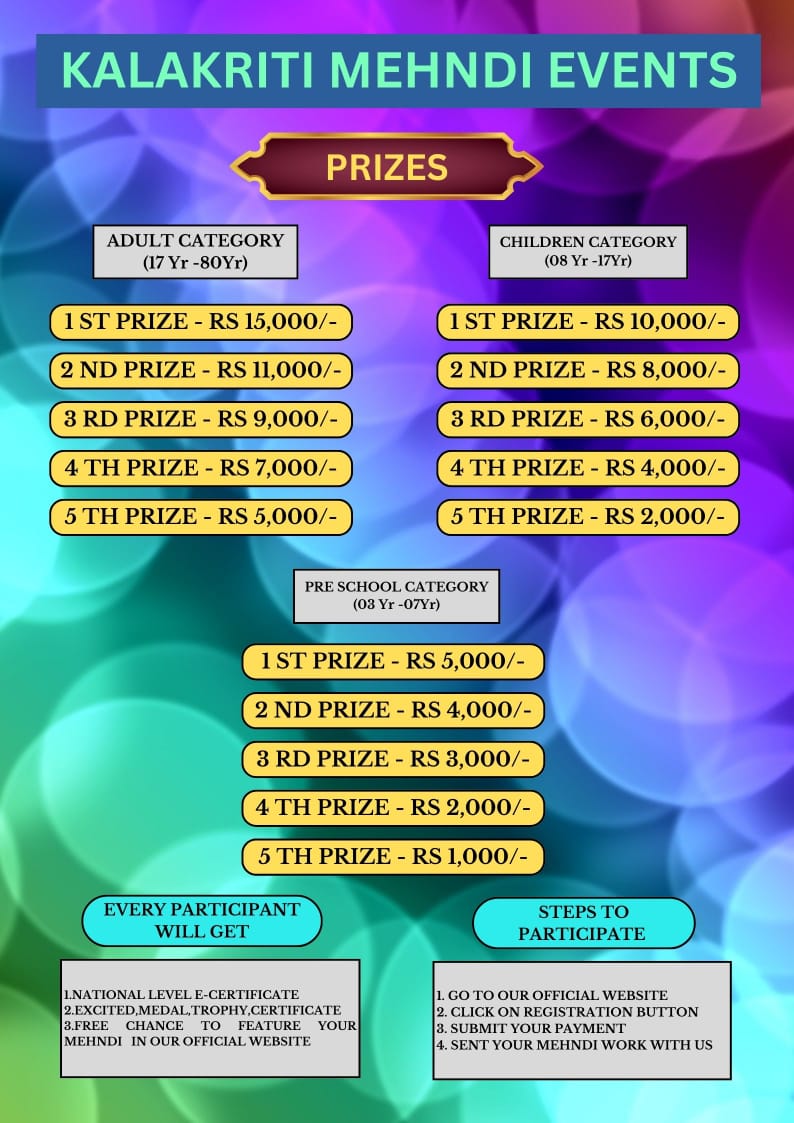 KALAKRITI MEHNDI EVENTS
PRIZES
ADULT CATEGORY
(17 Yr -80Yr)
1 ST PRIZE - RS 15,000/-
2 ND PRIZE - RS 11,000/-
3 RD PRIZE - RS 9,000/-
4 TH PRIZE - RS 7,000/-
5 TH PRIZE - RS 5,000/-
CHILDREN CATEGORY
(08 Yr -17Yr)
1 ST PRIZE - RS 10,000/-
2 ND PRIZE - RS 8,000/-
3 RD PRIZE - RS 6,000/-
4 TH PRIZE - RS 4,000/-
5 TH PRIZE - RS 2,000/-
PRE SCHOOL CATEGORY
(03 Yr -07Yr)
1 ST PRIZE - RS 5,000/-
2 ND PRIZE - RS 4,000/-
3 RD PRIZE - RS 3,000/-
4 TH PRIZE - RS 2,000/-
5 TH PRIZE - RS 1,000/-
EVERY PARTICIPANT
WILL GET
1.NATIONAL LEVEL E-CERTIFICATE
2.EXCITED,MEDAL,TROPHY,CERTIFICATE
3.FREE CHANCE TO FEATURE YOUR
MEHNDI IN OUR OFFICIAL WEBSITE
STEPS TO
PARTICIPATE
1. GO TO OUR OFFICIAL WEBSITE
2. CLICK ON REGISTRATION BUTTON
3. SUBMIT YOUR PAYMENT
4. SENT YOUR MEHNDI WORK WITH US